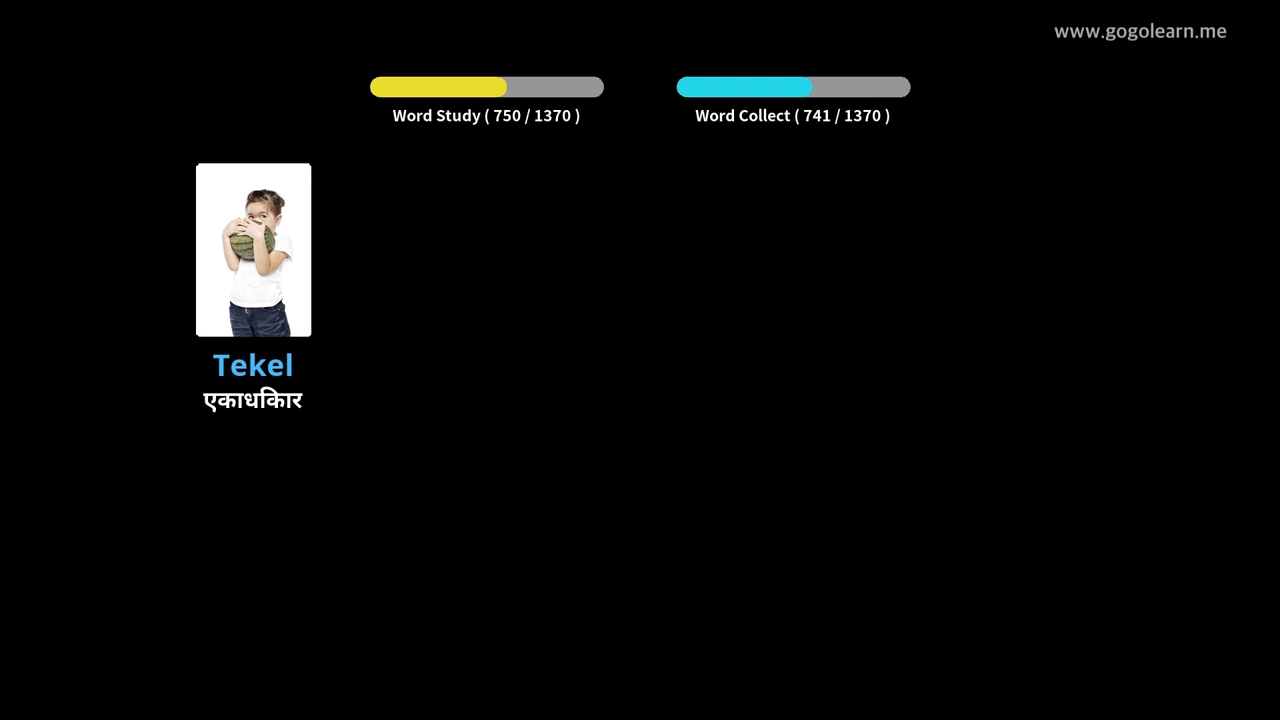 www.gogolearn.me
Word Study ( 750 / 1370 )
Word Collect ( 741 / 1370 )
Tekel
एकाधिकार